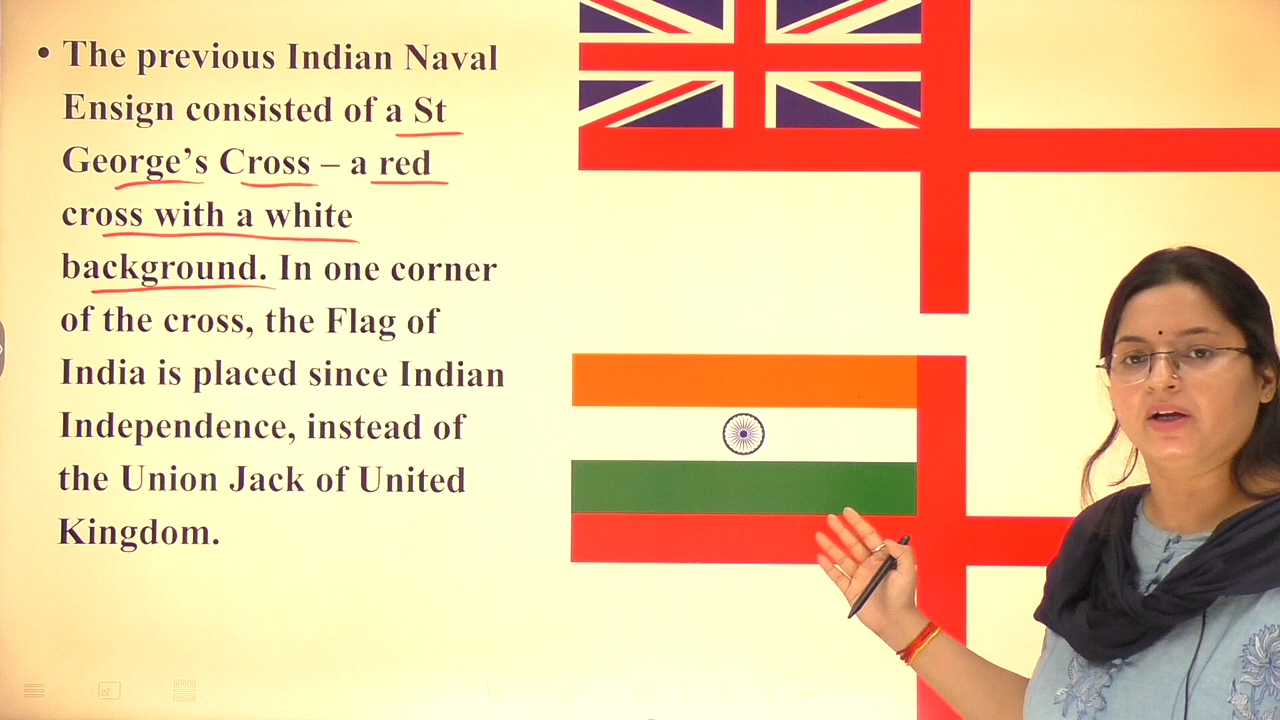 • The previous Indian Naval
Ensign consisted of a St
George’s Cross – a red
cross with a white
background. In one corner
of the cross, the Flag of
India is placed since Indian
Independence, instead of
the Union Jack of United
Kingdom.